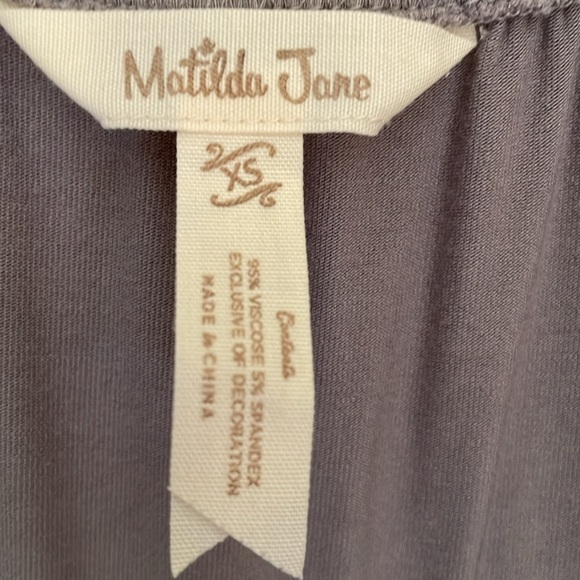 Matilda Jane
XS
Contents
95% VISCOSE 5% SPANDEX
EXCLUSIVE OF DECORATION
MADE IN CHINA